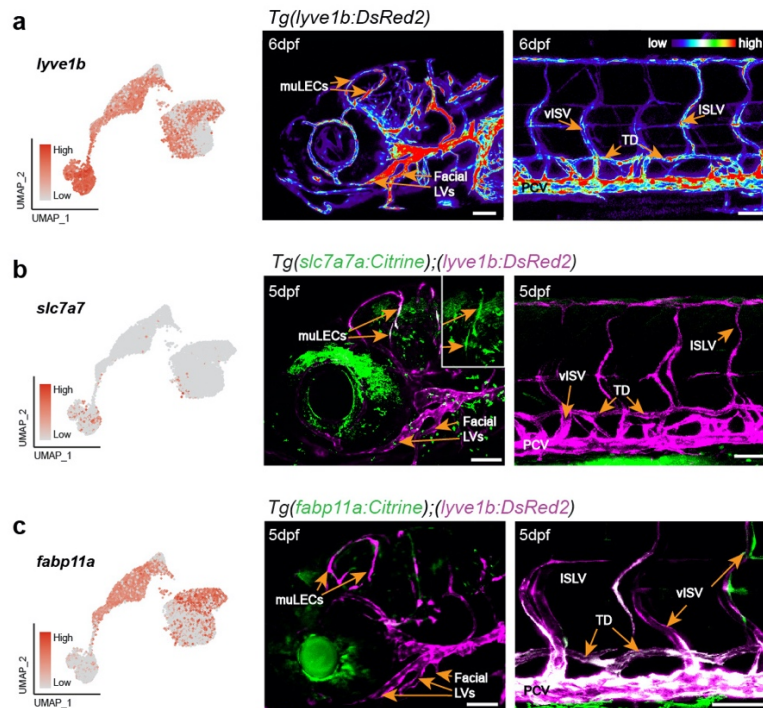 a
lyve1b
High
Low
UMAP_2
UMAP_1
Tg(lyve1b:DsRed2)
6dpf
muLECs
Facial
LVs
6dpf
low high
vISV
ISLV
TD
PCV
b
slc7a7
High
Low
UMAP_2
UMAP_1
Tg(slc7a7a:Citrine);(lyve1b:DsRed2)
5dpf
muLECs
Facial
LVs
5dpf
ISLV
vISV
TD
PCV
c
fabp11a
High
Low
UMAP_2
UMAP_1
Tg(fabp11a:Citrine);(lyve1b:DsRed2)
5dpf
muLECs
Facial
LVs
5dpf
ISLV
vISV
TD
PCV